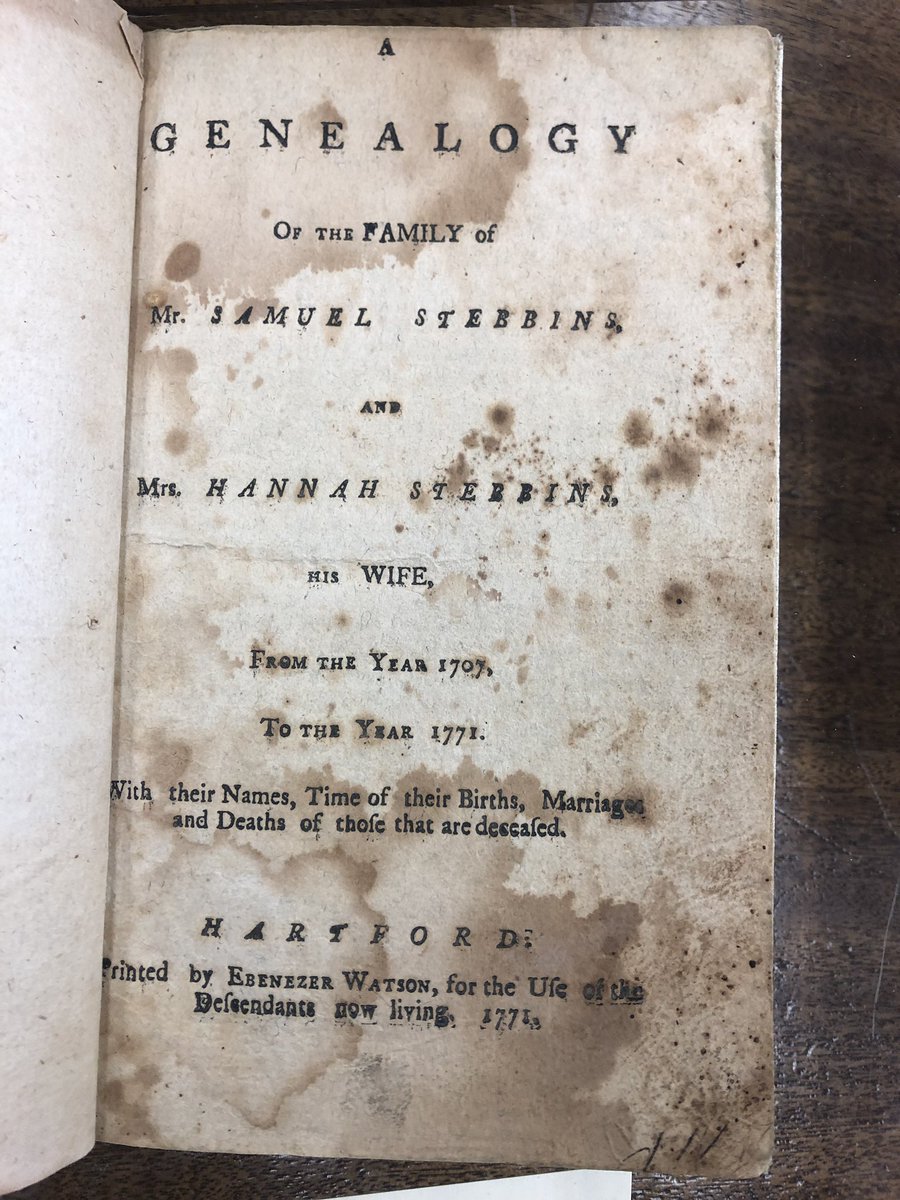 A
GENEALOGY
OF THE FAMILY of
Mr. SAMUEL STEBBINS,
AND
Mrs. HANNAH STEBBINS,
HIS WIFE,
FROM THE YEAR 1707,
TO THE YEAR 1771.
With their Names, Time of their Births, Marriages
and Deaths of thoſe that are deceaſed.
HARTFORD:
Printed by EBENEZER WATSON, for the Uſe of the
Deſcendants now living, 1771.